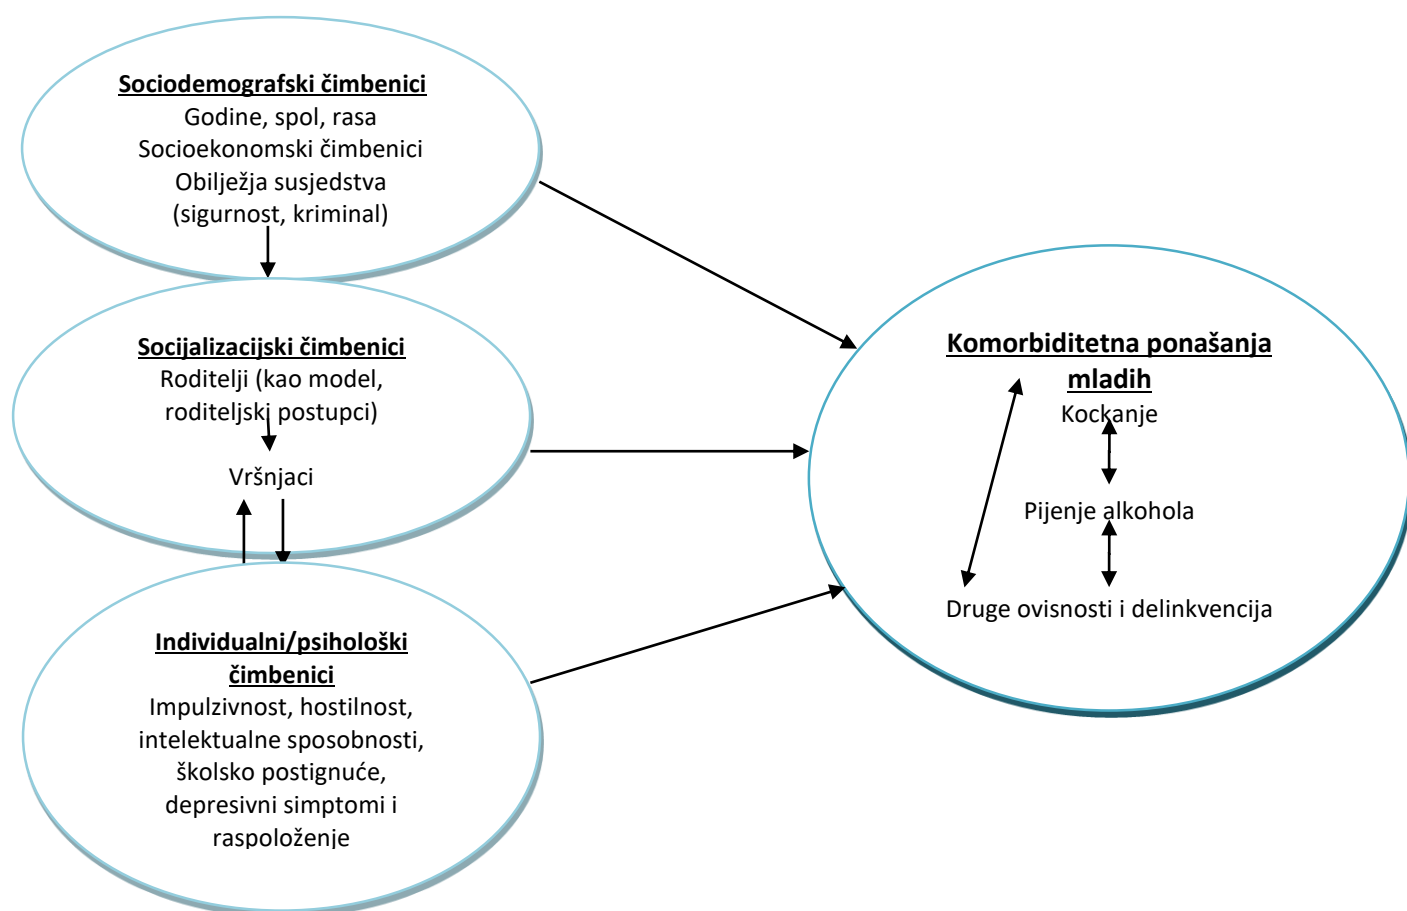 Sociodemografski čimbenici
Godine, spol, rasa
Socioekonomski čimbenici
Obilježja susjedstva
(sigurnost, kriminal)
Socijalizacijski čimbenici
Roditelji (kao model,
roditeljski postupci)
Vršnjaci
Individualni/psihološki
čimbenici
Impulzivnost, hostilnost,
intelektualne sposobnosti,
školsko postignuće,
depresivni simptomi i
raspoloženje
Komorbiditetna ponašanja
mladih
Kockanje
Pijenje alkohola
Druge ovisnosti i delinkvencija